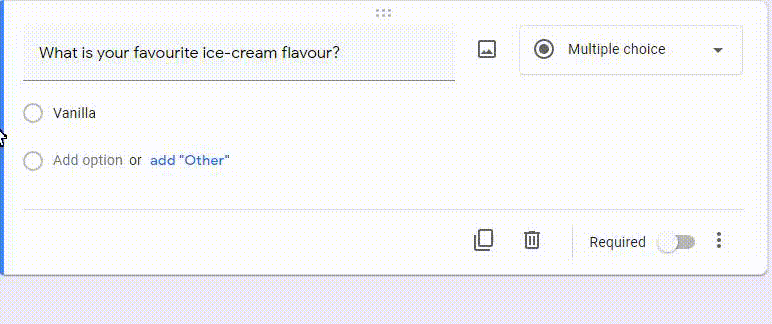 What is your favourite ice-cream flavour?
Multiple choice
Vanilla
Add option or add "Other"
Required